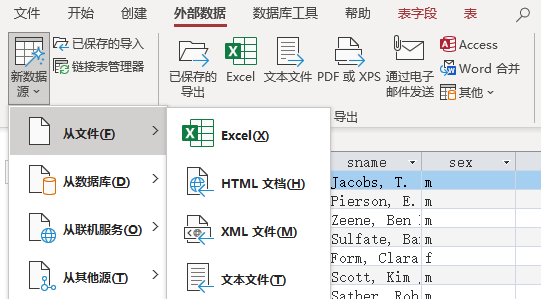 文件 开始 创建 外部数据 数据库工具 帮助 表字段 表
新数据源
已保存的导入
链接表管理器
已保存的导出
Excel
文本文件
PDF 或 XPS
通过电子邮件发送
Access
Word 合并
其他
导出
从文件(F)
从数据库(D)
从联机服务(O)
从其他源(T)
Excel(X)
HTML 文档(H)
XML 文件(M)
文本文件(T)
sname sex
Jacobs, T. m
Pierson, E. m
Zeene, Ben m
Sulfate, Ba m
Form, Clara f
Scott, Kim m
Sather, Rob m